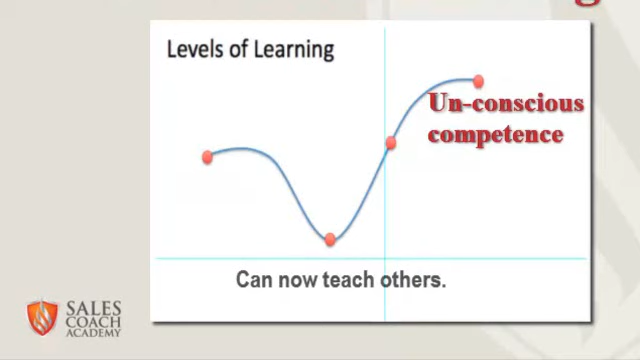 Levels of Learning
Un-conscious
competence
Can now teach others.
SALES
COACH
ACADEMY